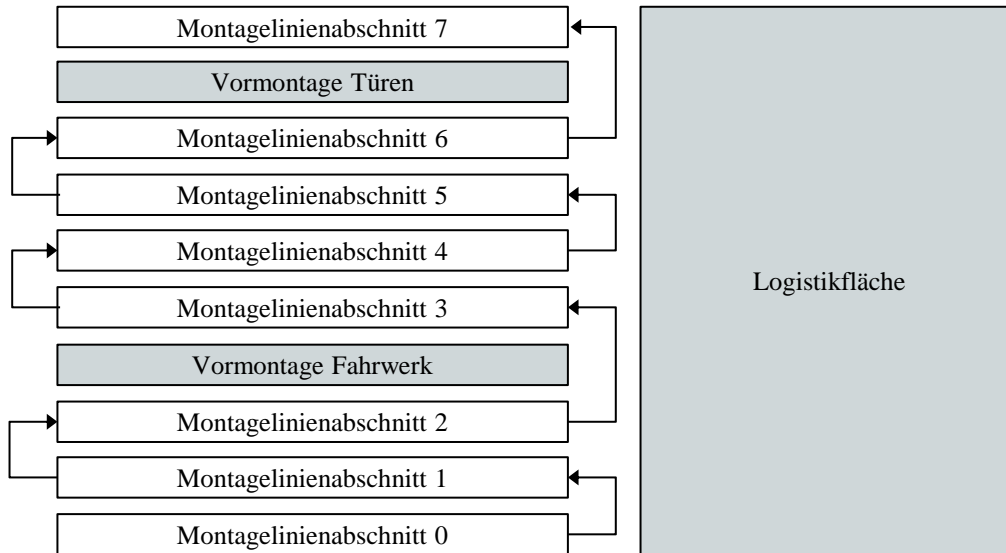 Montagelinienabschnitt 7
Vormontage Türen
Montagelinienabschnitt 6
Montagelinienabschnitt 5
Montagelinienabschnitt 4
Montagelinienabschnitt 3
Vormontage Fahrwerk
Montagelinienabschnitt 2
Montagelinienabschnitt 1
Montagelinienabschnitt 0
Logistikfläche